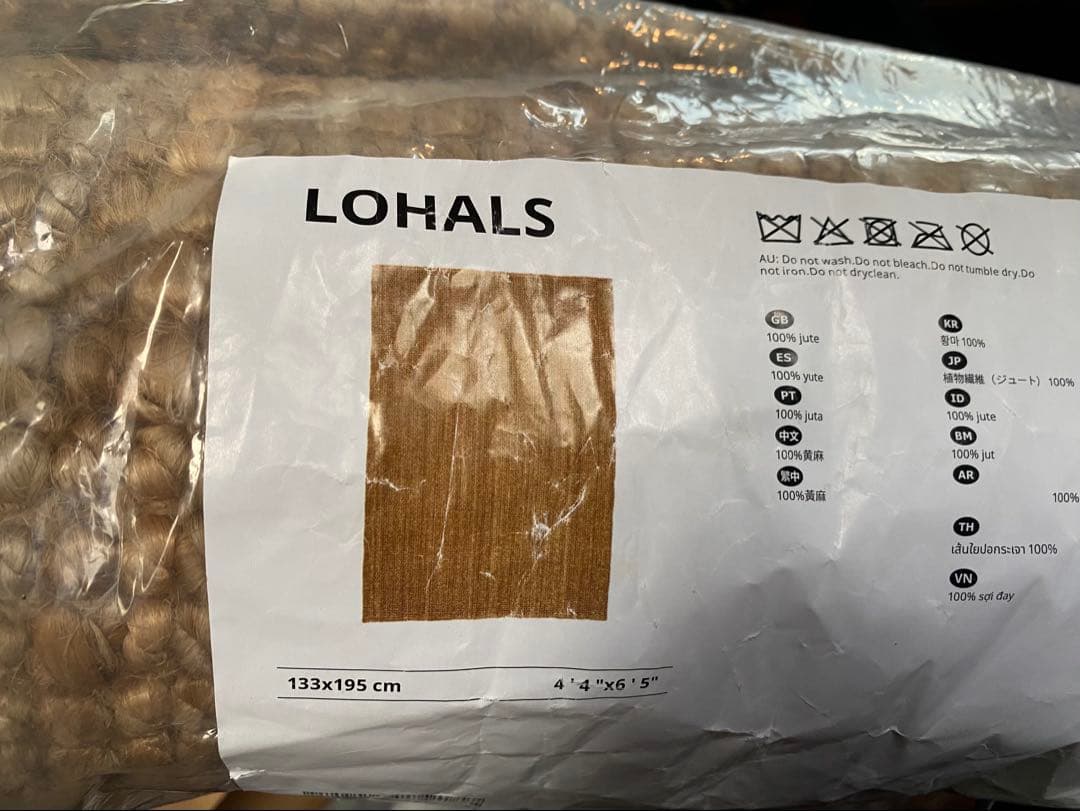 LOHALS
133x195 cm 4'4"x6'5"
AU: Do not wash.Do not bleach.Do not tumble dry.Do
not iron.Do not dryclean.
GB
100% jute
ES
100% yute
PT
100% juta
中文
100%黄麻
繁中
100%黃麻
KR
황마 100%
JP
植物繊維（ジュート）100%
ID
100% jute
BM
100% jut
AR
100%
TH
เส้นใยปอกระเจา 100%
VN
100% sợi đay